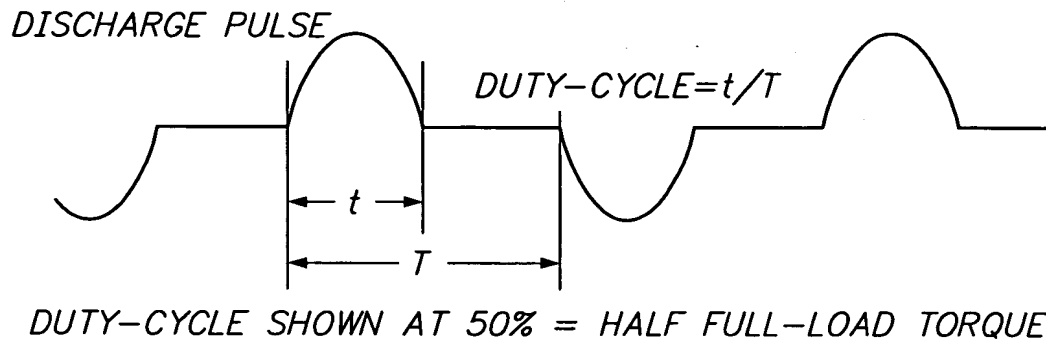 DISCHARGE PULSE
DUTY-CYCLE=t/T
t
T
DUTY-CYCLE SHOWN AT 50% = HALF FULL-LOAD TORQUE